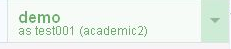 demo
as test001 (academic2)